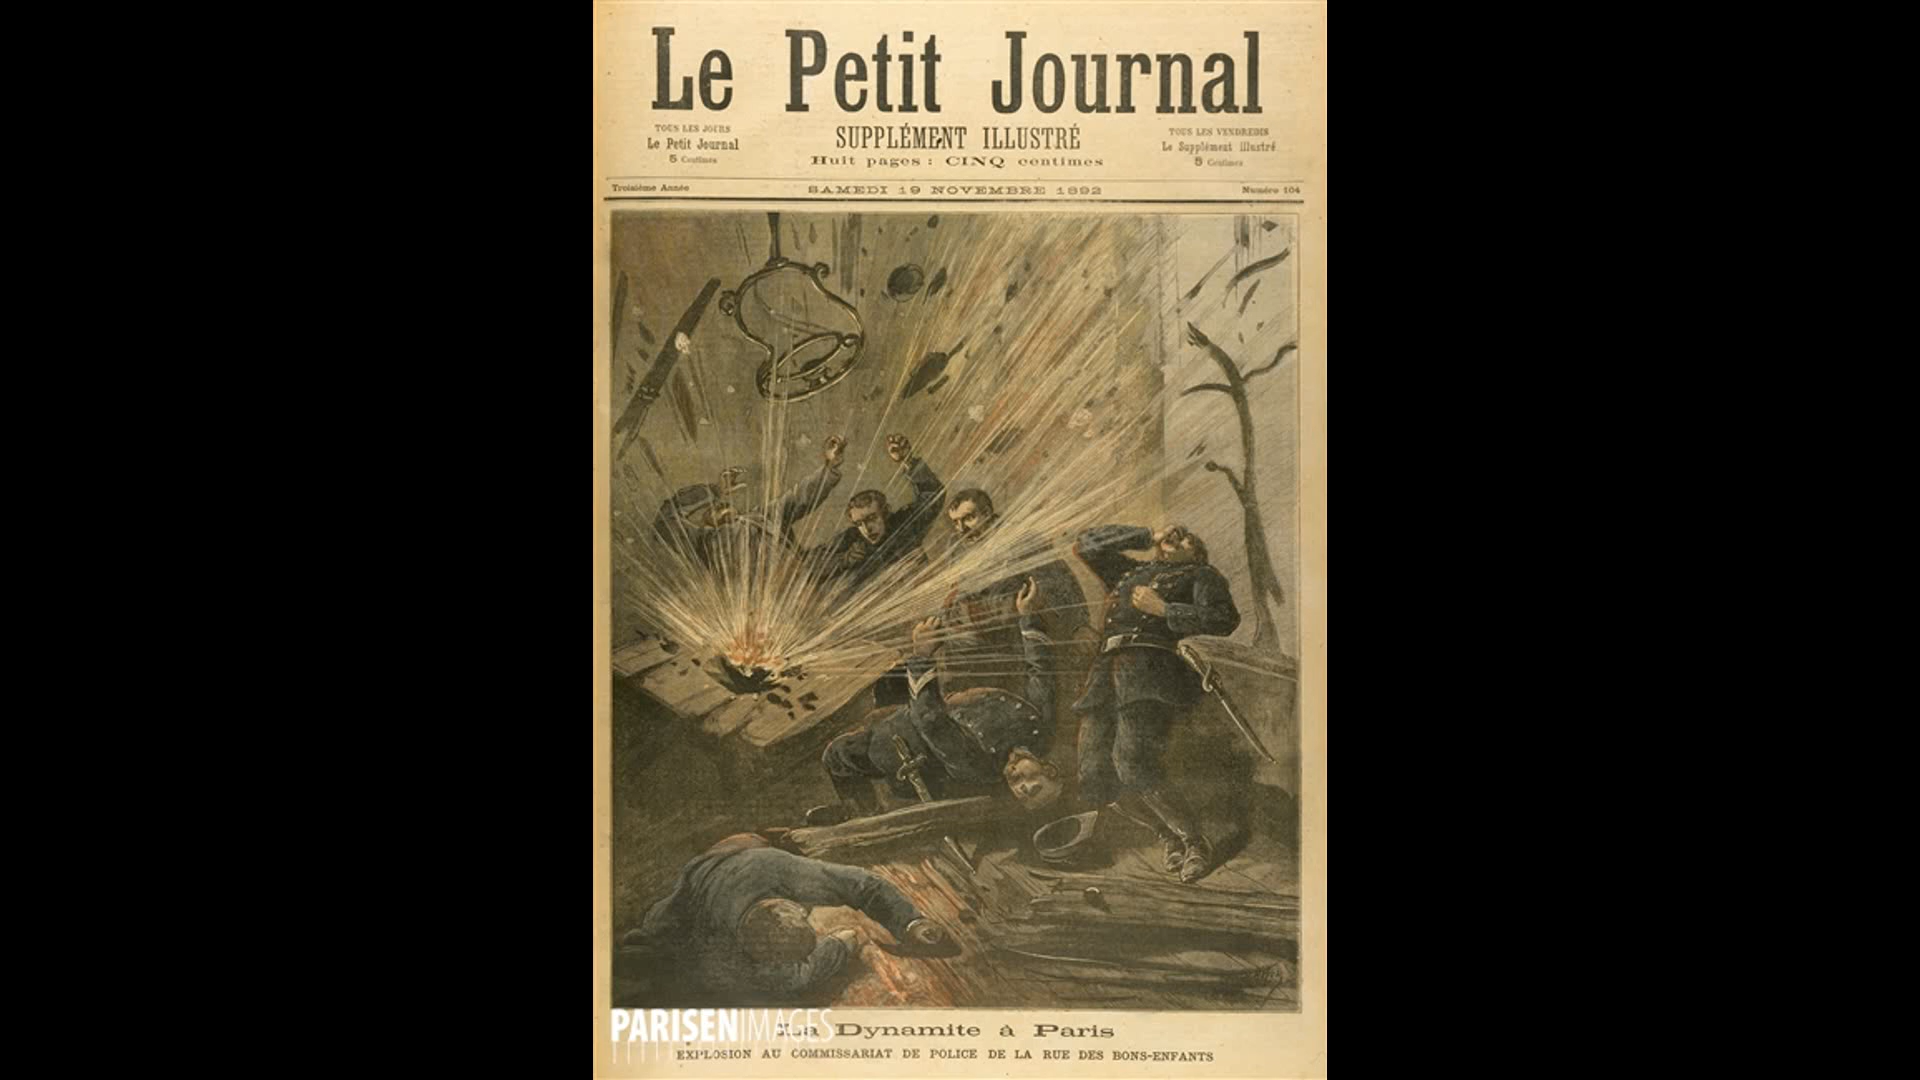 Le Petit Journal
TOUS LES JOURS
Le Petit Journal
5 Centimes
SUPPLÉMENT ILLUSTRÉ
Huit pages : CINQ centimes
TOUS LES VENDREDIS
Le Supplément illustré
5 Centimes
Troisième Année
SAMEDI 19 NOVEMBRE 1892
Numéro 104
La Dynamite à Paris
EXPLOSION AU COMMISSARIAT DE POLICE DE LA RUE DES BONS-ENFANTS
PARISENIMAGES